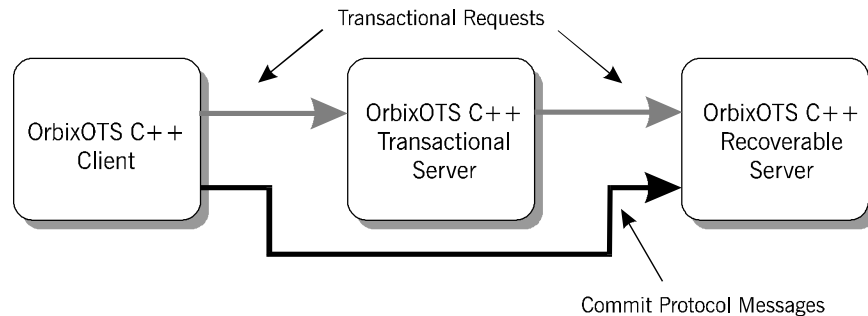 Transactional Requests
OrbixOTS C++
Client
OrbixOTS C++
Transactional
Server
OrbixOTS C++
Recoverable
Server
Commit Protocol Messages